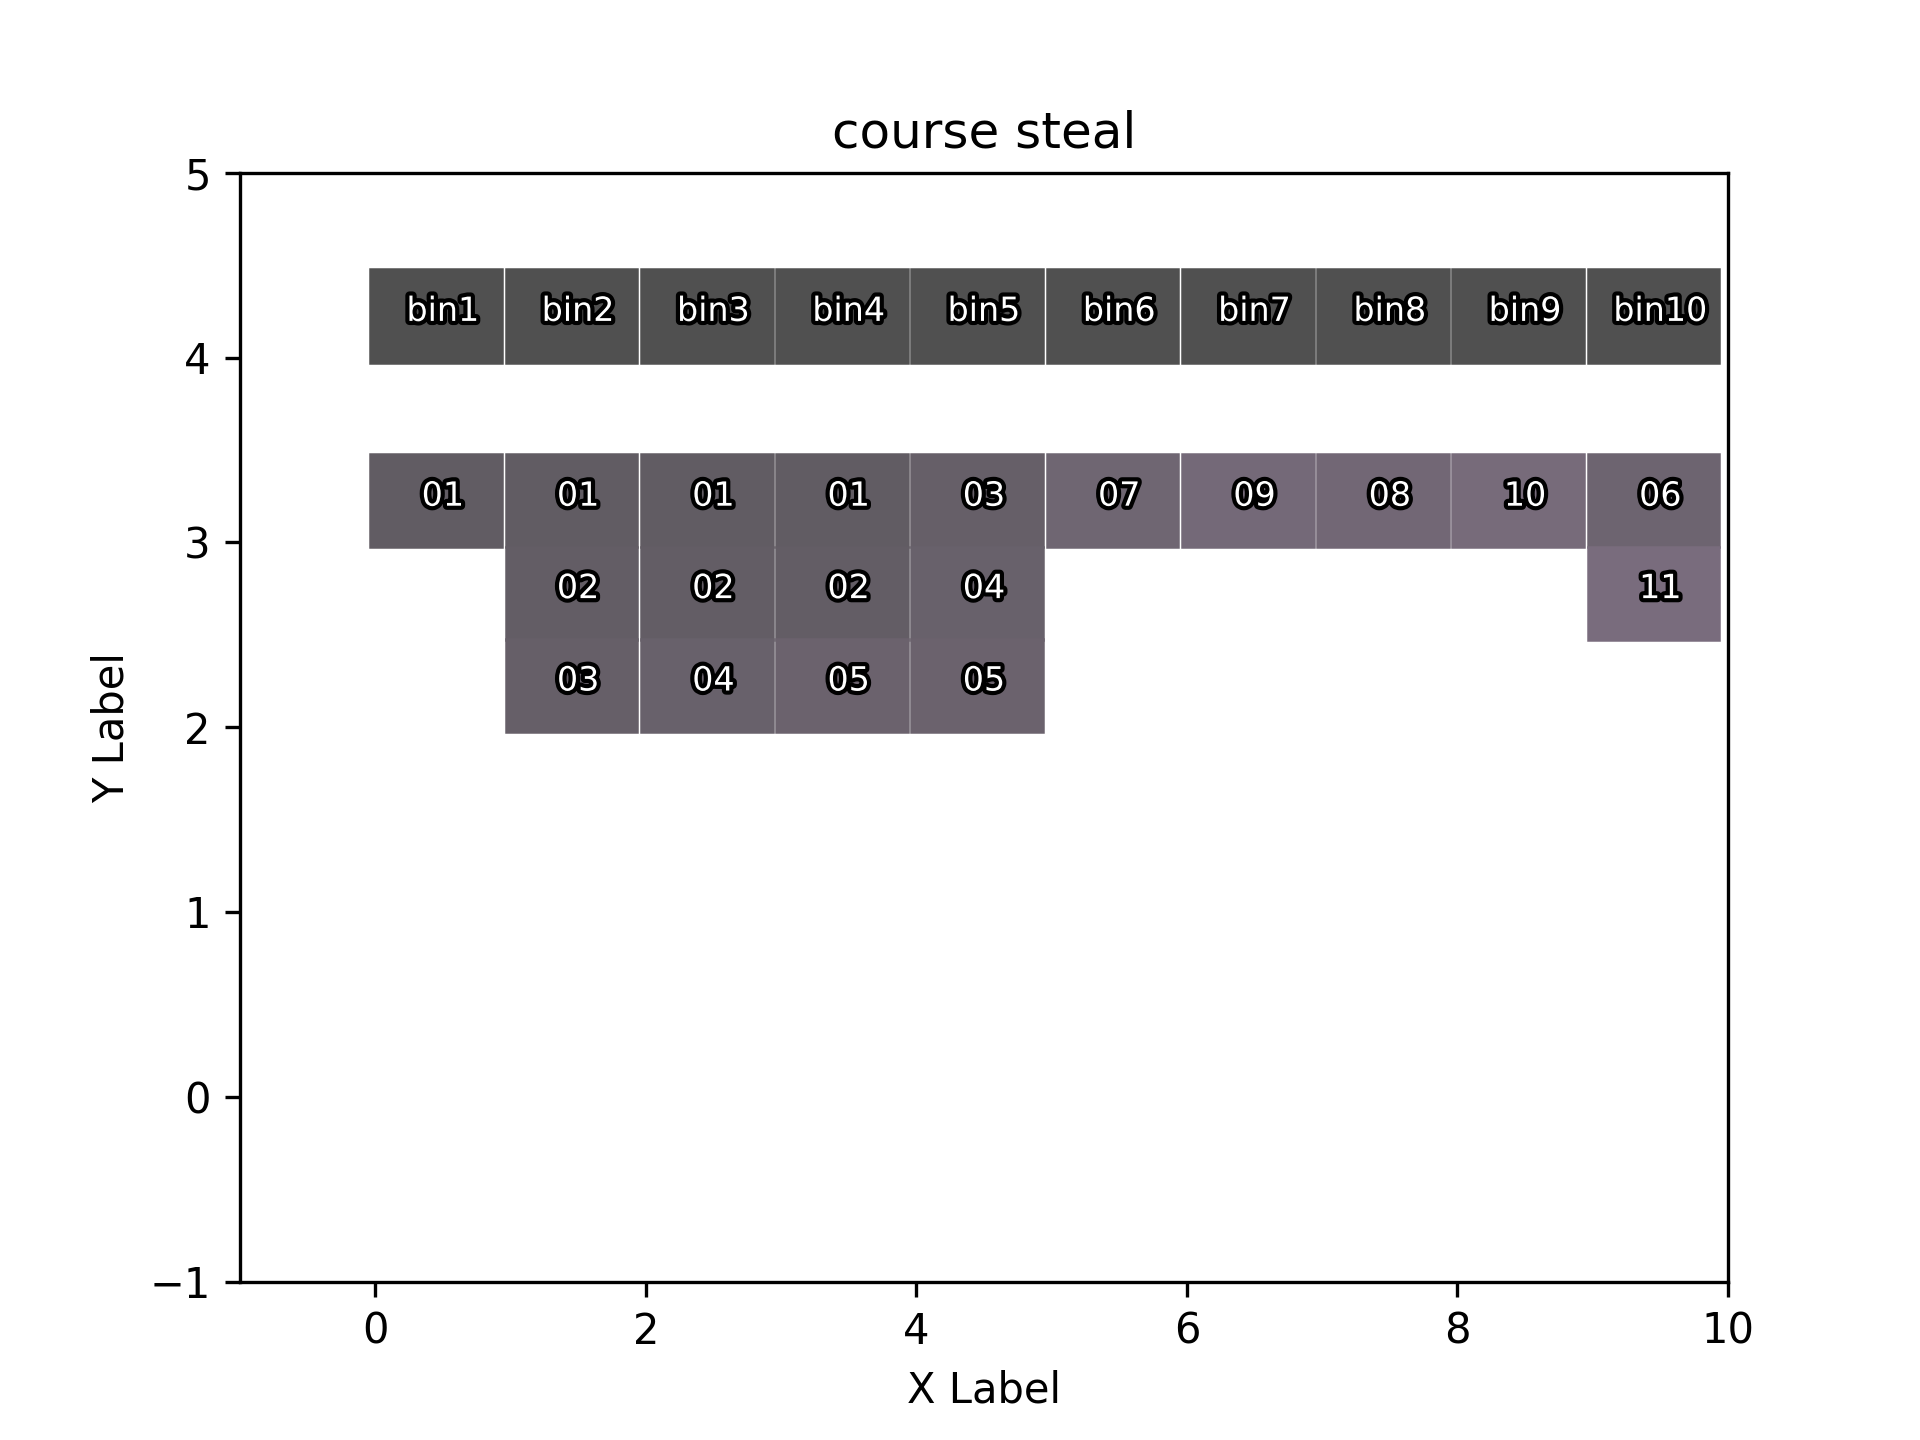 course steal
5
bin1 bin2 bin3 bin4 bin5 bin6 bin7 bin8 bin9 bin10
4
01 01 01 01 03 07 09 08 10 06
3
02 02 02 04 11
03 04 05 05
2
1
0
−1
0 2 4 6 8 10
X Label
Y Label